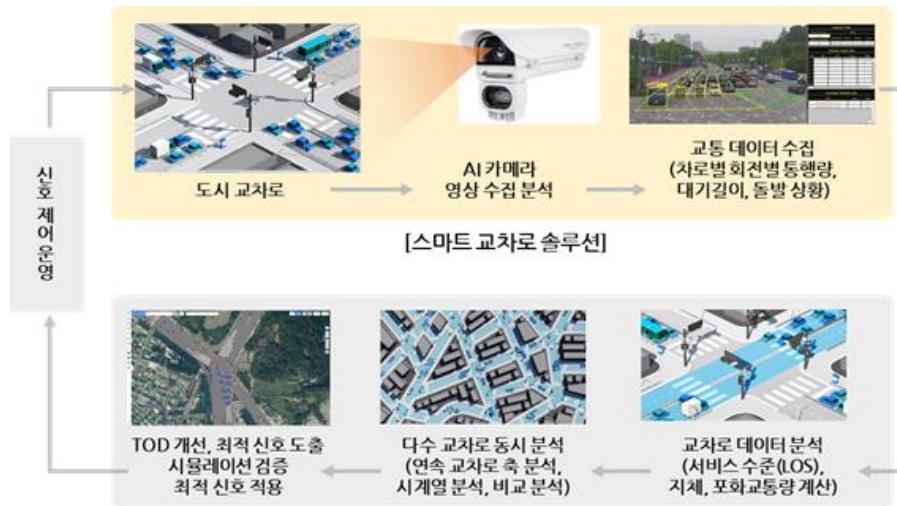 신호 제어 운영
도시 교차로
AI 카메라
영상 수집 분석
교통 데이터 수집
(차로별 회전별 통행량,
대기길이, 돌발 상황)
[스마트 교차로 솔루션]
TOD 개선, 최적 신호 도출
시뮬레이션 검증
최적 신호 적용
다수 교차로 동시 분석
(연속 교차로 축 분석,
시계열 분석, 비교 분석)
교차로 데이터 분석
(서비스 수준(LOS),
지체, 포화교통량 계산)